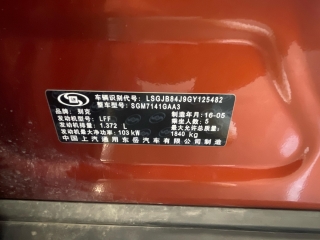 车辆识别代号: LSGJB84J9GY125482
整车型号: SGM7141GAA3
品牌: 别克
制造年月: 16-05
发动机型号: LFF
乘坐人数: 5
发动机排量: 1.372 L
最大允许总质量:
发动机最大净功率: 103 kW
1840 kg
中国上汽通用东岳汽车有限公司制造